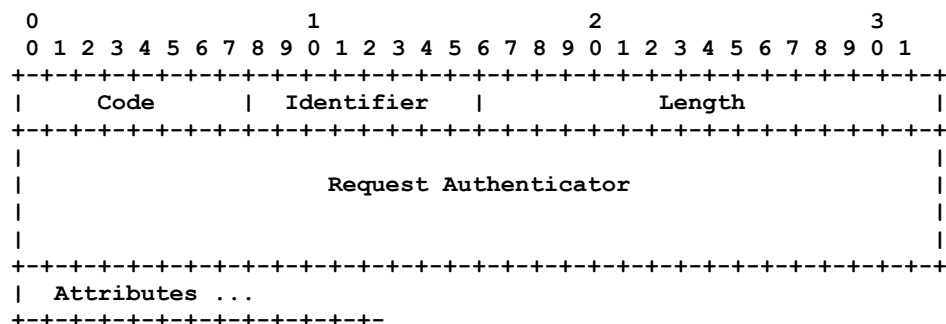 0                   1                   2                   3
 0 1 2 3 4 5 6 7 8 9 0 1 2 3 4 5 6 7 8 9 0 1 2 3 4 5 6 7 8 9 0 1
+-+-+-+-+-+-+-+-+-+-+-+-+-+-+-+-+-+-+-+-+-+-+-+-+-+-+-+-+-+-+-+-+
|     Code      |  Identifier   |            Length             |
+-+-+-+-+-+-+-+-+-+-+-+-+-+-+-+-+-+-+-+-+-+-+-+-+-+-+-+-+-+-+-+-+
|                                                               |
|                     Request Authenticator                     |
|                                                               |
|                                                               |
+-+-+-+-+-+-+-+-+-+-+-+-+-+-+-+-+-+-+-+-+-+-+-+-+-+-+-+-+-+-+-+-+
|  Attributes ...
+-+-+-+-+-+-+-+-+-+-+-+-+-